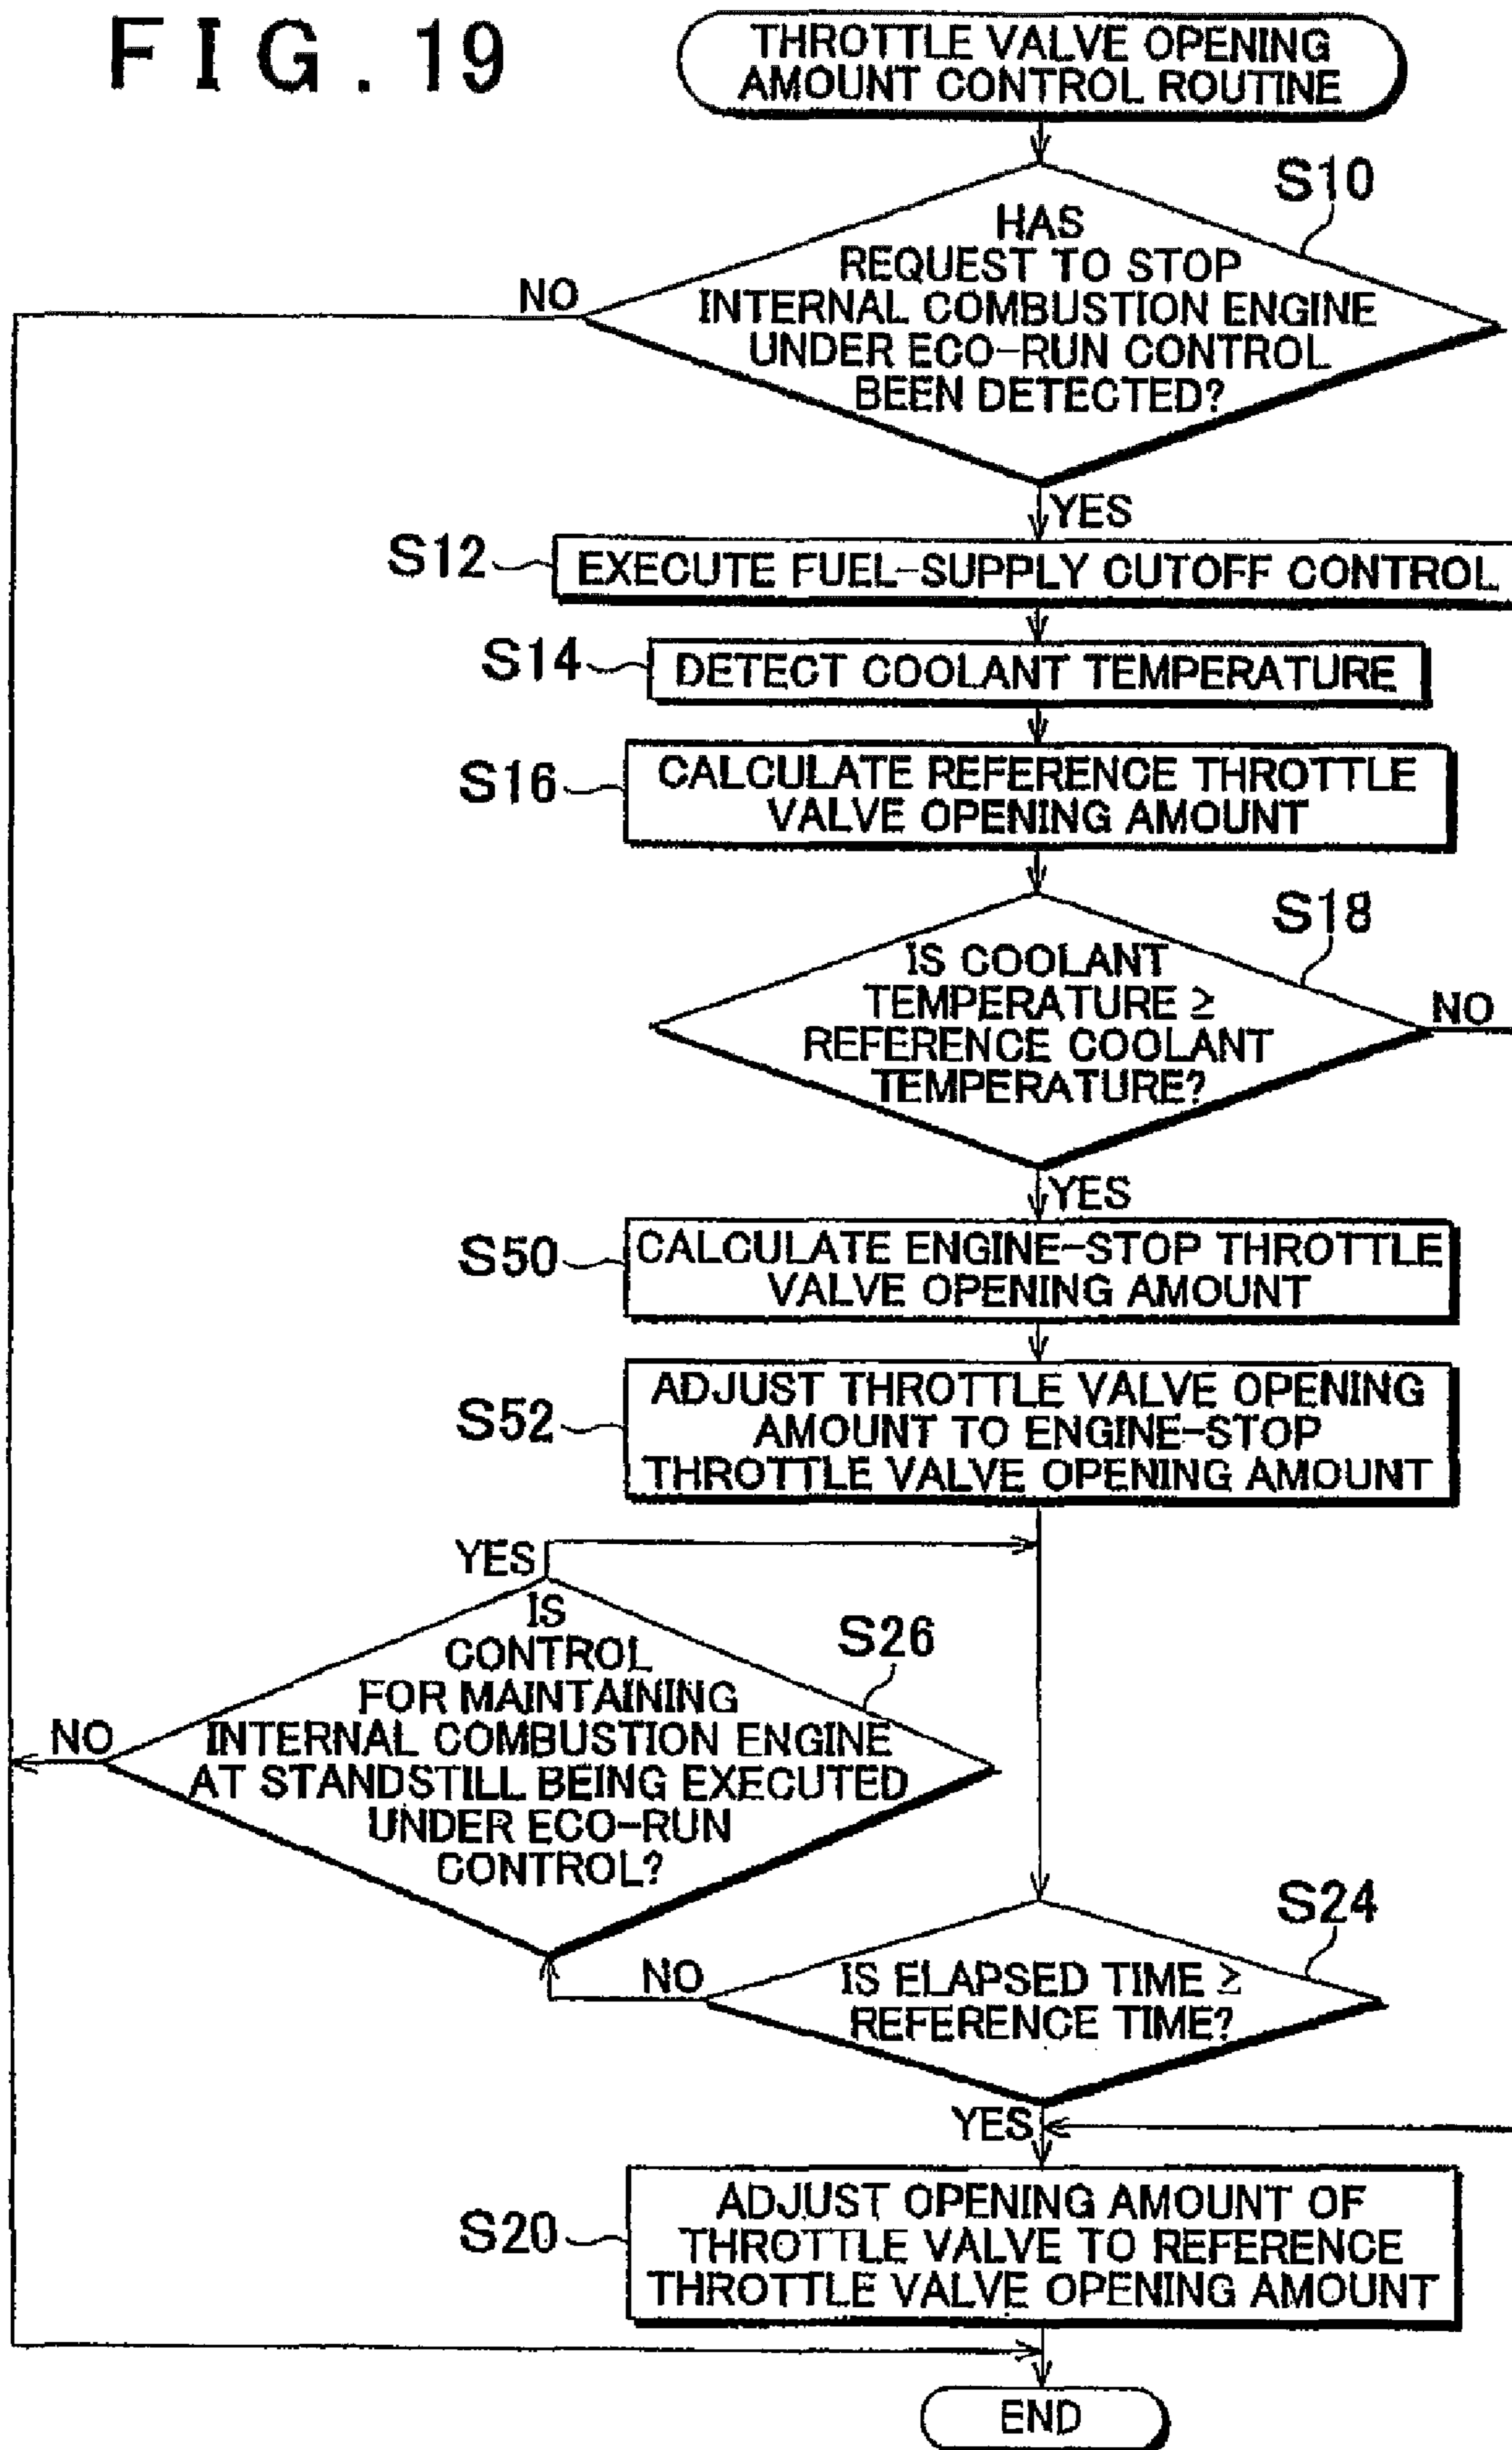 FIG. 19
THROTTLE VALVE OPENING
AMOUNT CONTROL ROUTINE
S10
HAS
REQUEST TO STOP
INTERNAL COMBUSTION ENGINE
UNDER ECO-RUN CONTROL
BEEN DETECTED?
NO
YES
S12
EXECUTE FUEL-SUPPLY CUTOFF CONTROL
S14
DETECT COOLANT TEMPERATURE
S16
CALCULATE REFERENCE THROTTLE
VALVE OPENING AMOUNT
S18
IS COOLANT
TEMPERATURE ≥
REFERENCE COOLANT
TEMPERATURE?
NO
YES
S50
CALCULATE ENGINE-STOP THROTTLE
VALVE OPENING AMOUNT
S52
ADJUST THROTTLE VALVE OPENING
AMOUNT TO ENGINE-STOP
THROTTLE VALVE OPENING AMOUNT
YES
S26
IS
CONTROL
FOR MAINTAINING
INTERNAL COMBUSTION ENGINE
AT STANDSTILL BEING EXECUTED
UNDER ECO-RUN
CONTROL?
NO
S24
NO
IS ELAPSED TIME ≥
REFERENCE TIME?
YES
S20
ADJUST OPENING AMOUNT OF
THROTTLE VALVE TO REFERENCE
THROTTLE VALVE OPENING AMOUNT
END